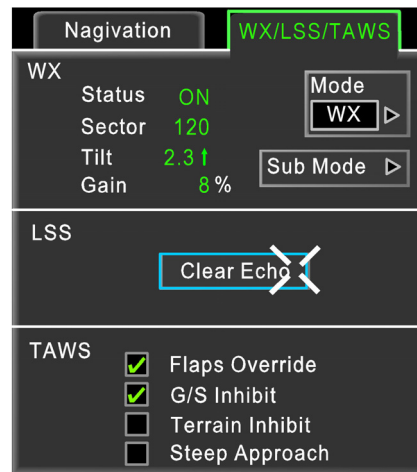 Nagivation
WX/LSS/TAWS
WX
Status ON
Sector 120
Tilt 2.3↑
Gain 8 %
Mode
WX
Sub Mode
LSS
Clear Echo
TAWS
Flaps Override
G/S Inhibit
Terrain Inhibit
Steep Approach